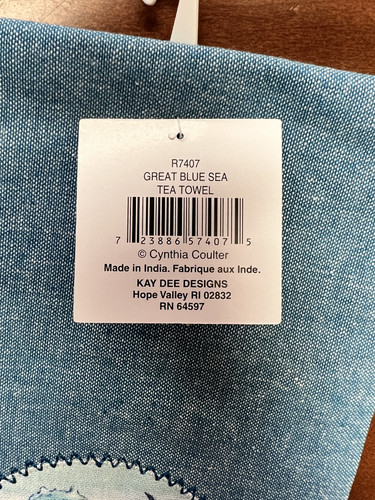 R7407
GREAT BLUE SEA
TEA TOWEL
7 23886 57407 5
© Cynthia Coulter
Made in India. Fabrique aux Inde.
KAY DEE DESIGNS
Hope Valley RI 02832
RN 64597